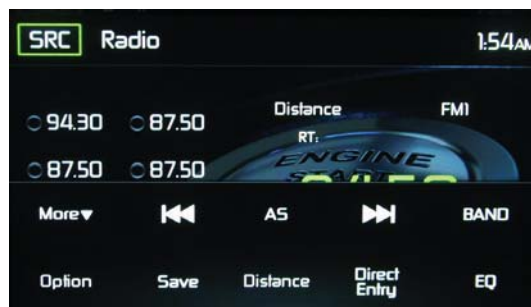 SRC Radio 1:54AM
Distance FM1
94.30 87.50
RT:
87.50 87.50
ENGINE
START
More▼ AS BAND
Option Save Distance Direct Entry EQ